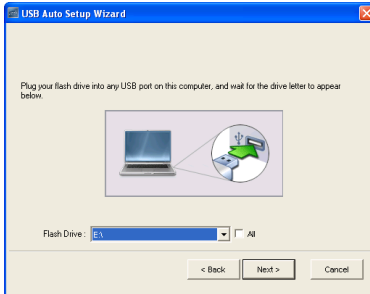 USB Auto Setup Wizard
Plug your flash drive into any USB port on this computer, and wait for the drive letter to appear
below.
Flash Drive : E:\ All
< Back Next > Cancel